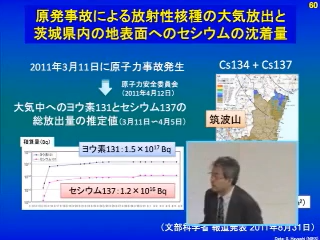 60
原発事故による放射性核種の大気放出と
茨城県内の地表面へのセシウムの沈着量
2011年3月11日に原子力事故発生
Cs134 + Cs137
原子力安全委員会
(2011年4月12日)
大気中へのヨウ素131とセシウム137の
総放出量の推定値(3月11日～4月5日)
筑波山
積算量(Bq)
ヨウ素131:1.5×10¹⁷ Bq
セシウム137:1.2×10¹⁶ Bq
(文部科学省 報道発表 2011年8月31日)